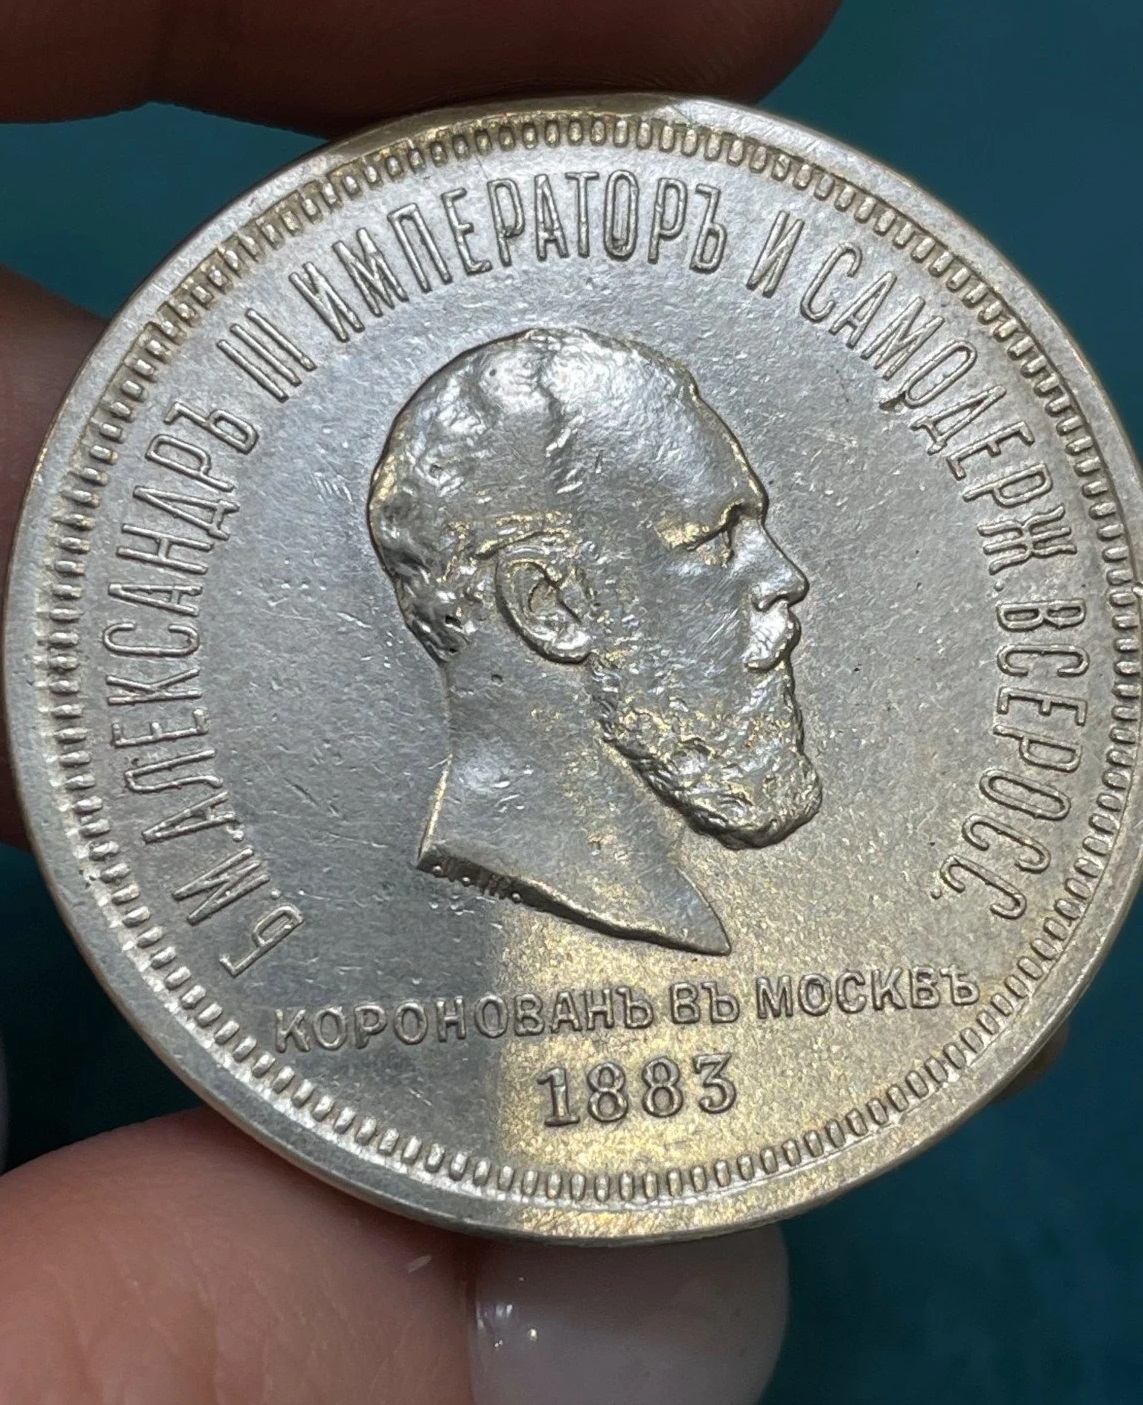 Б.М.АЛЕКСАНДРЪ III ИМПЕРАТОРЪ И САМОДЕРЖ.ВСЕРОСС.
КОРОНОВАНЪ ВЪ МОСКВѢ
1883